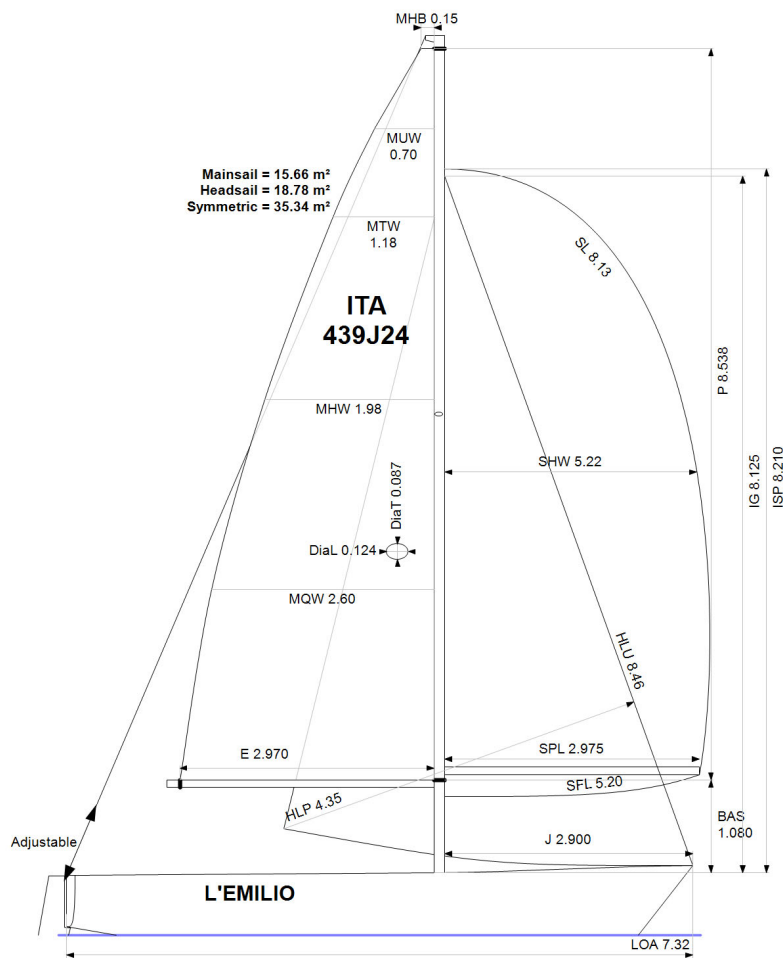 MHB 0.15
MUW
0.70
Mainsail = 15.66 m²
Headsail = 18.78 m²
Symmetric = 35.34 m²
MTW
1.18
SL 8.13
ITA
439J24
P 8.538
IG 8.125
ISP 8.210
MHW 1.98
SHW 5.22
DiaT 0.087
DiaL 0.124
MQW 2.60
HLU 8.46
E 2.970
SPL 2.975
SFL 5.20
HLP 4.35
BAS
1.080
Adjustable
J 2.900
L'EMILIO
LOA 7.32